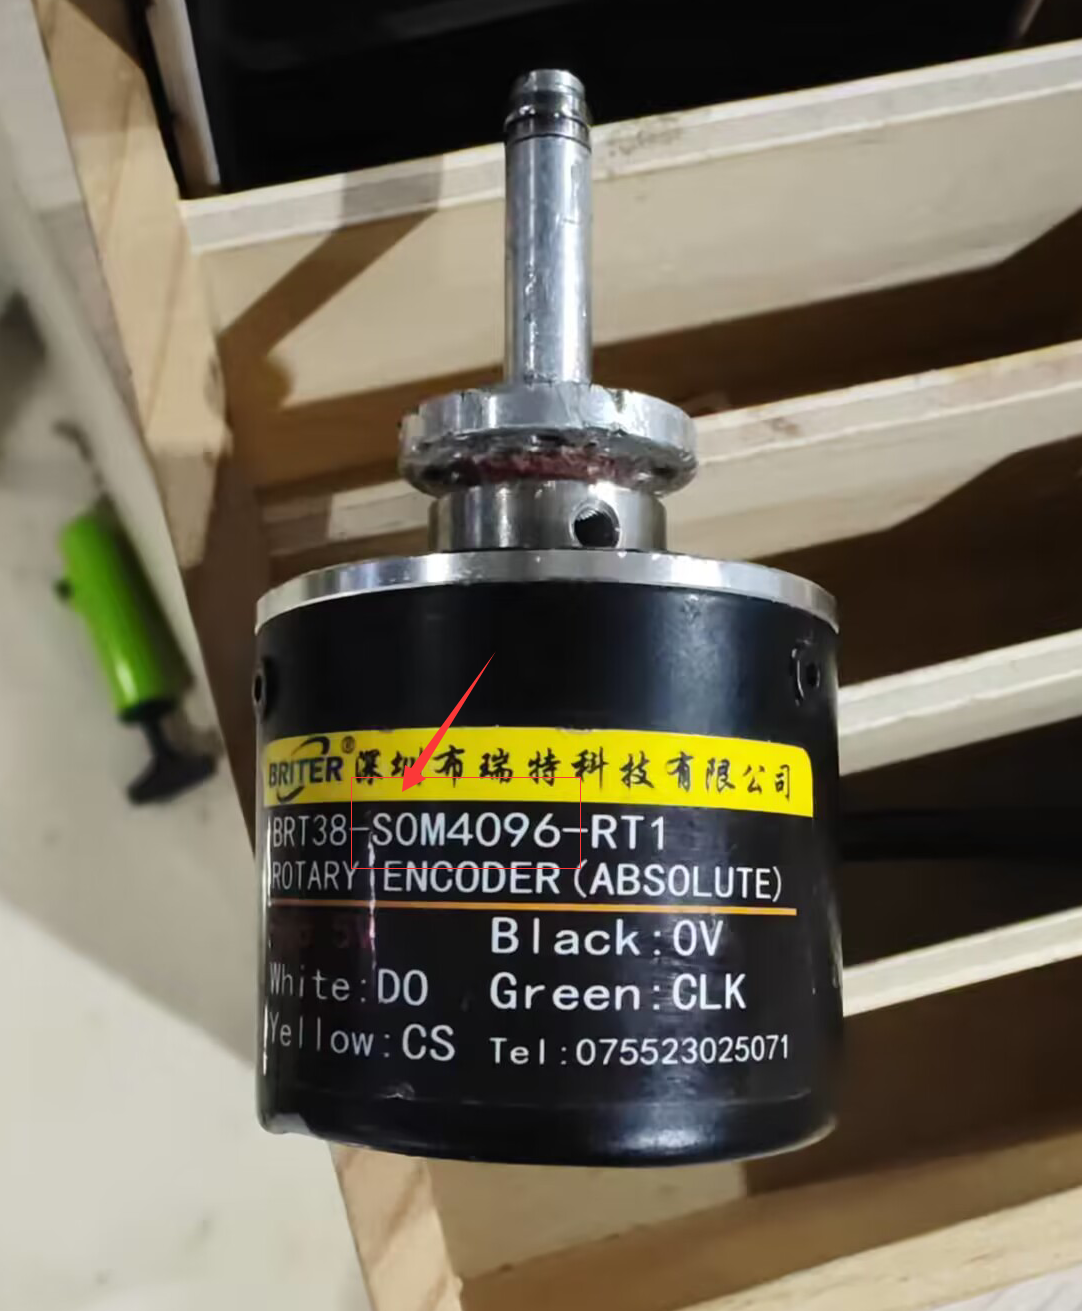 BRITER® 深圳布瑞特科技有限公司
BRT38-SOM4096-RT1
ROTARY ENCODER(ABSOLUTE)
5V Black:0V
White:DO Green:CLK
Yellow:CS Tel:075523025071